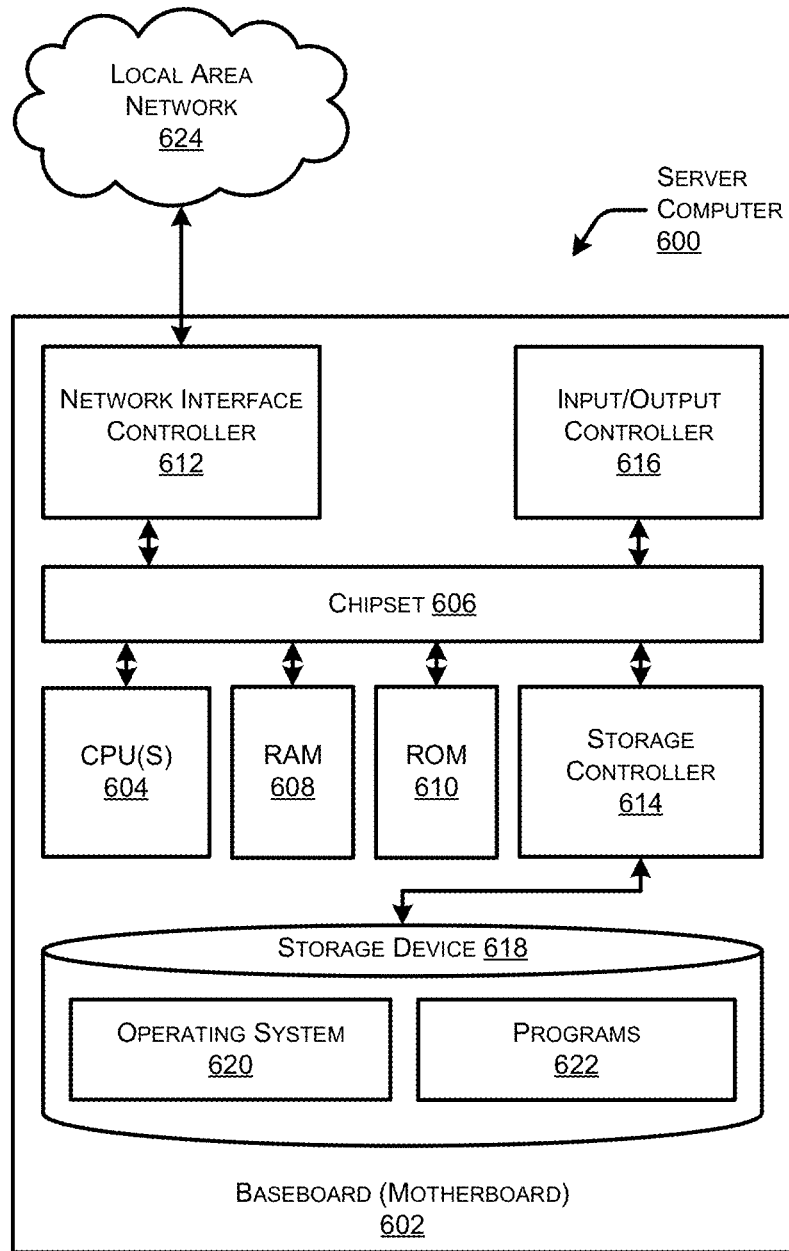 LOCAL AREA
NETWORK
624
SERVER
COMPUTER
600
NETWORK INTERFACE
CONTROLLER
612
INPUT/OUTPUT
CONTROLLER
616
CHIPSET 606
CPU(S)
604
RAM
608
ROM
610
STORAGE
CONTROLLER
614
STORAGE DEVICE 618
OPERATING SYSTEM
620
PROGRAMS
622
BASEBOARD (MOTHERBOARD)
602